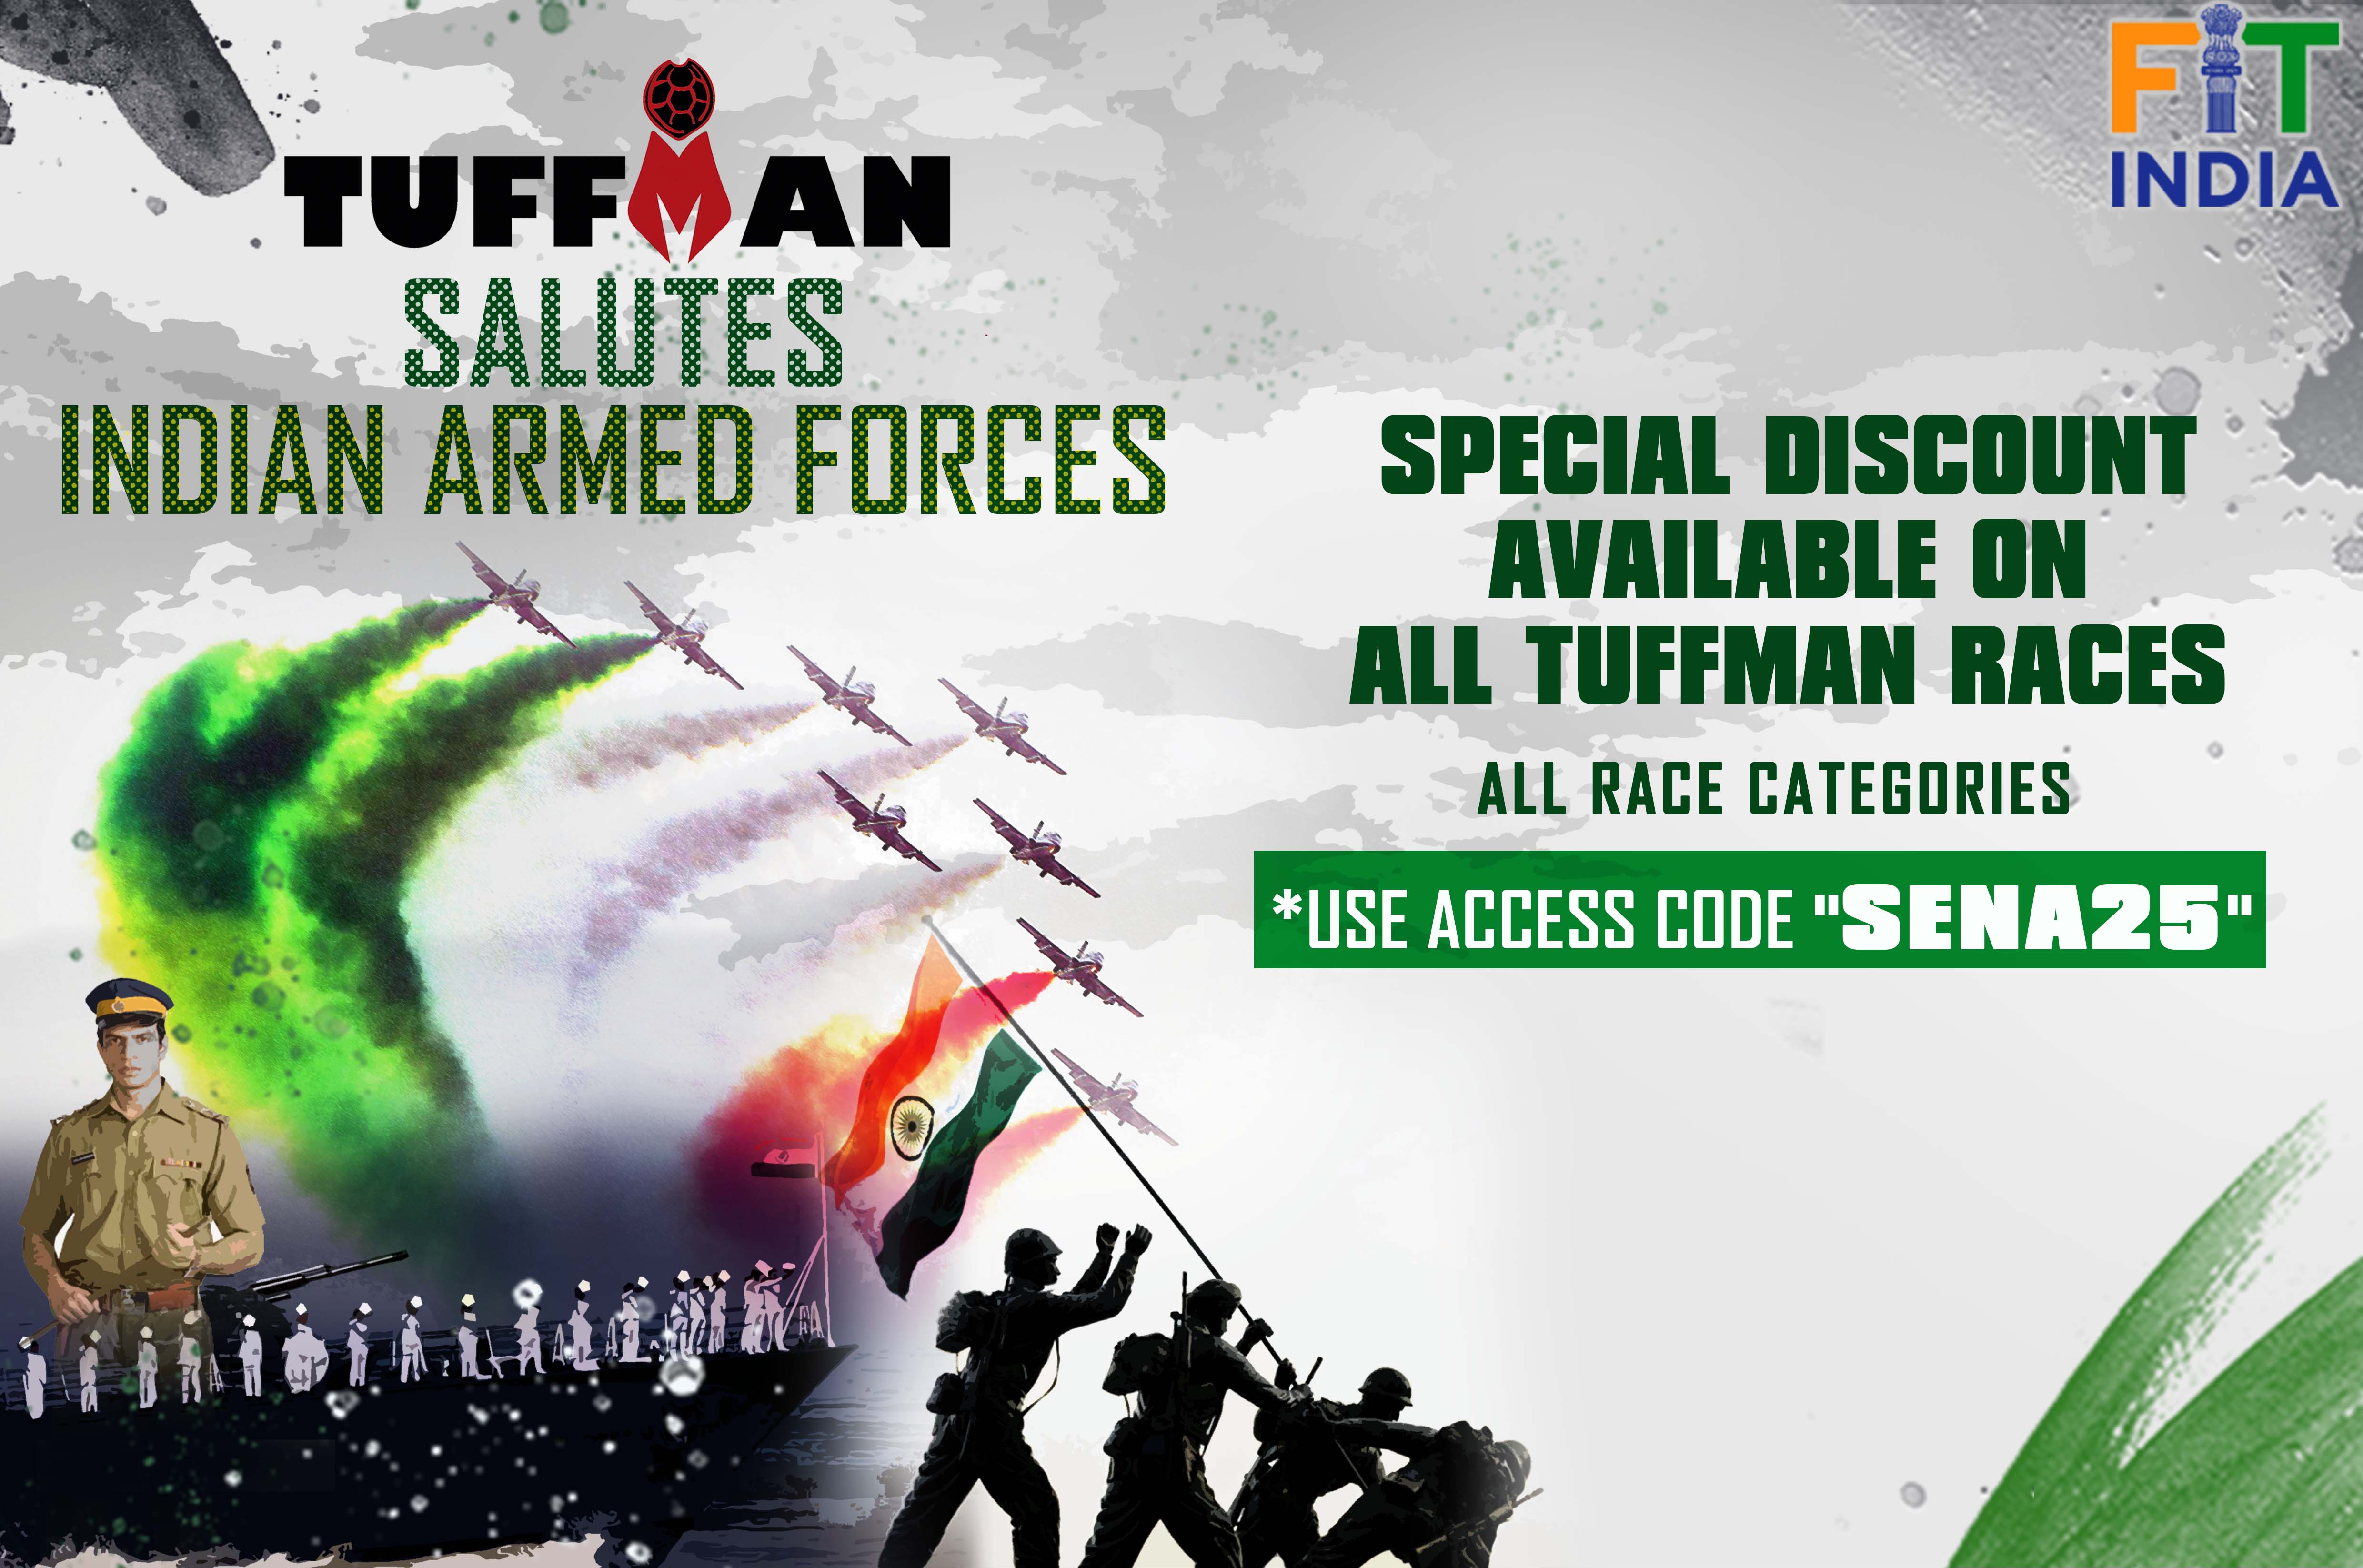 TUFFMAN
SALUTES
INDIAN ARMED FORCES
FIT
INDIA
SPECIAL DISCOUNT
AVAILABLE ON
ALL TUFFMAN RACES
ALL RACE CATEGORIES
*USE ACCESS CODE "SENA25"